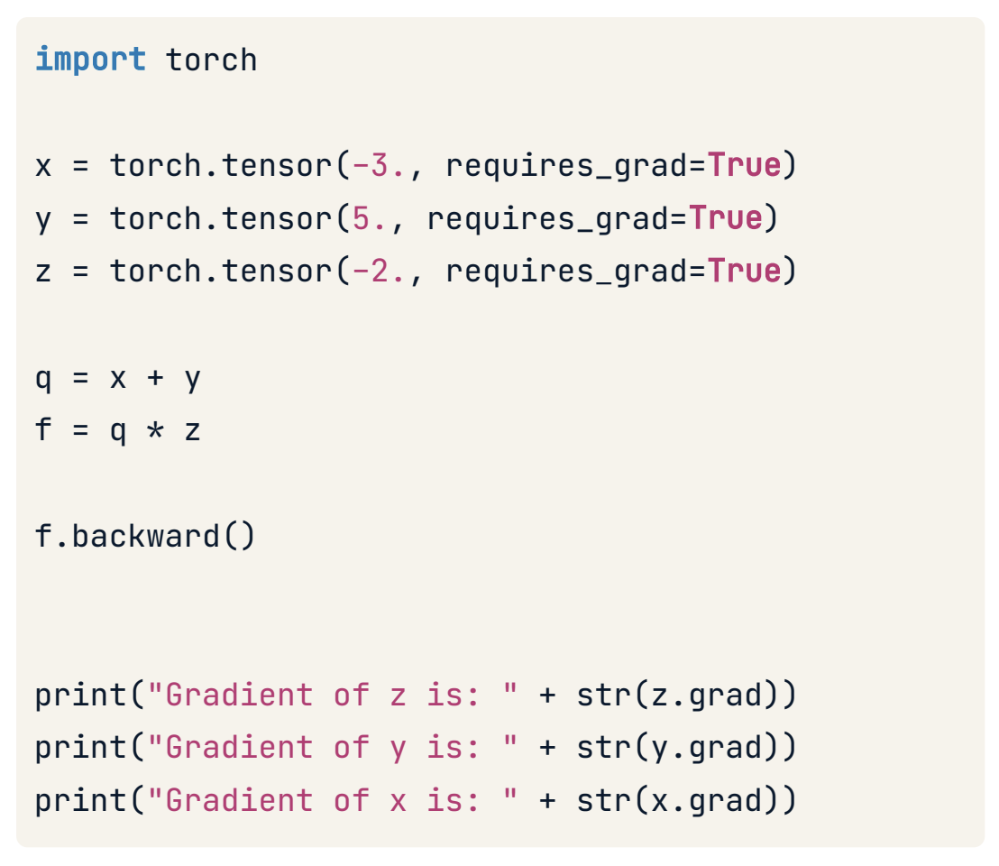 import torch
x = torch.tensor(-3., requires_grad=True)
y = torch.tensor(5., requires_grad=True)
z = torch.tensor(-2., requires_grad=True)
q = x + y
f = q * z
f.backward()
print("Gradient of z is: " + str(z.grad))
print("Gradient of y is: " + str(y.grad))
print("Gradient of x is: " + str(x.grad))